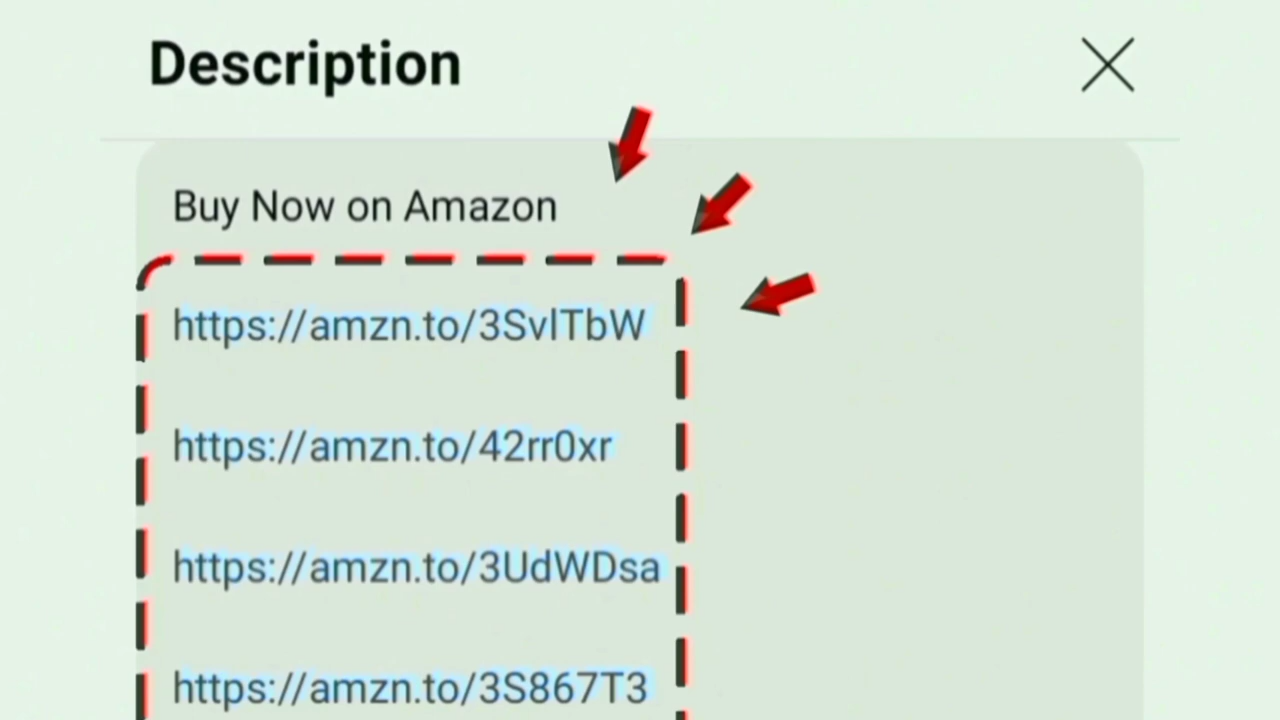 Description
Buy Now on Amazon
https://amzn.to/3SvlTbW
https://amzn.to/42rr0xr
https://amzn.to/3UdWDsa
https://amzn.to/3S867T3